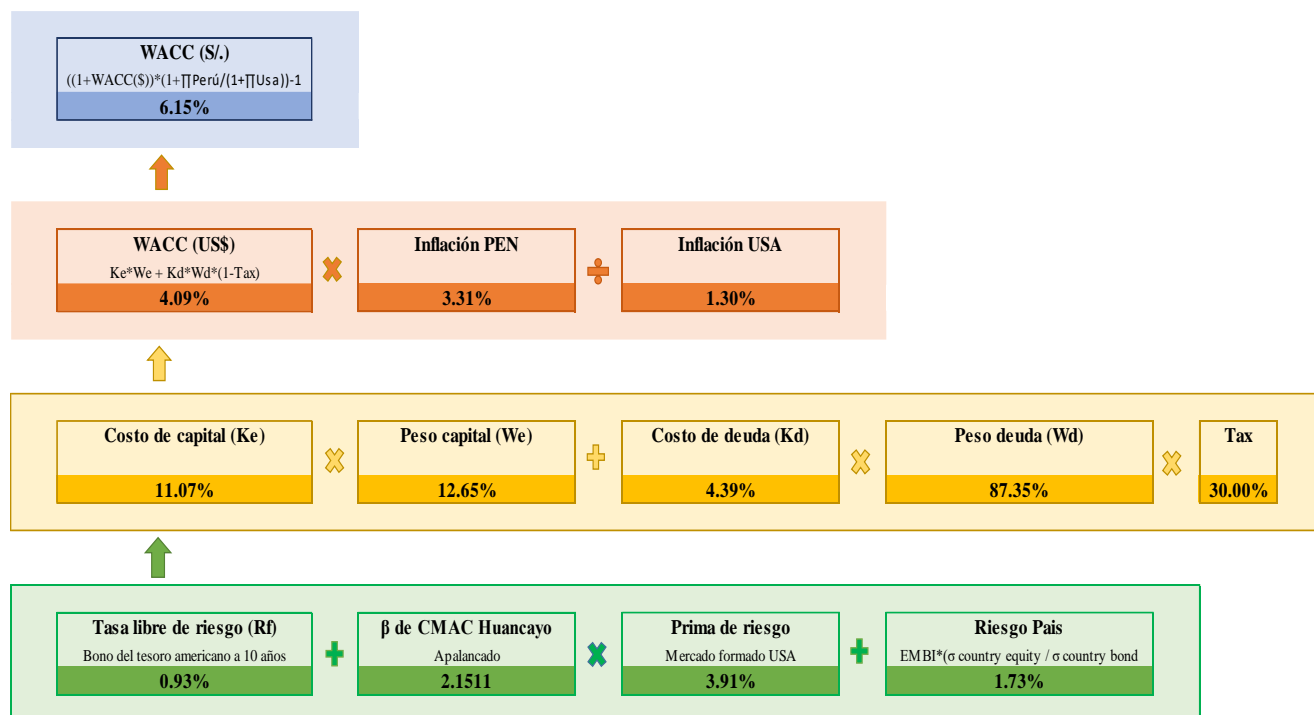 WACC (S/.)
((1+WACC($))*(1+∏Perú/(1+∏Usa))-1
6.15%
WACC (US$)
Ke*We + Kd*Wd*(1-Tax)
4.09%
Inflación PEN
3.31%
Inflación USA
1.30%
Costo de capital (Ke)
11.07%
Peso capital (We)
12.65%
Costo de deuda (Kd)
4.39%
Peso deuda (Wd)
87.35%
Tax
30.00%
Tasa libre de riesgo (Rf)
Bono del tesoro americano a 10 años
0.93%
β de CMAC Huancayo
Apalancado
2.1511
Prima de riesgo
Mercado formado USA
3.91%
Riesgo Pais
EMBI*(σ country equity / σ country bond
1.73%